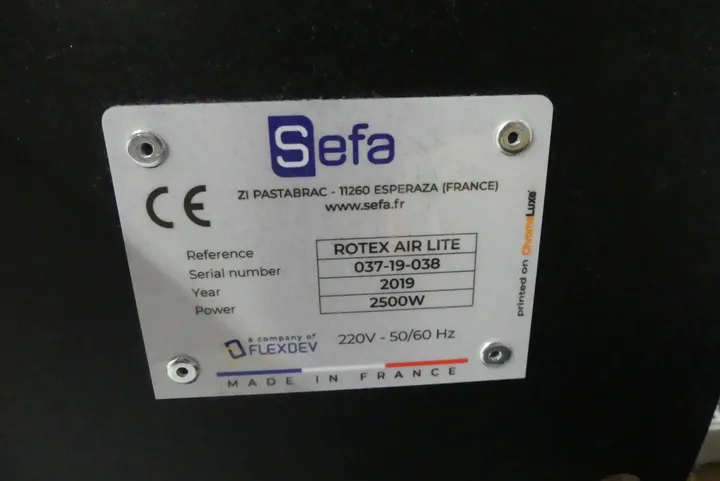 Sefa
ZI PASTABRAC - 11260 ESPERAZA (FRANCE)
www.sefa.fr
CE
Reference ROTEX AIR LITE
Serial number 037-19-038
Year 2019
Power 2500W
printed on ChromaLuxe
a company of
FLEXDEV
220V - 50/60 Hz
MADE IN FRANCE